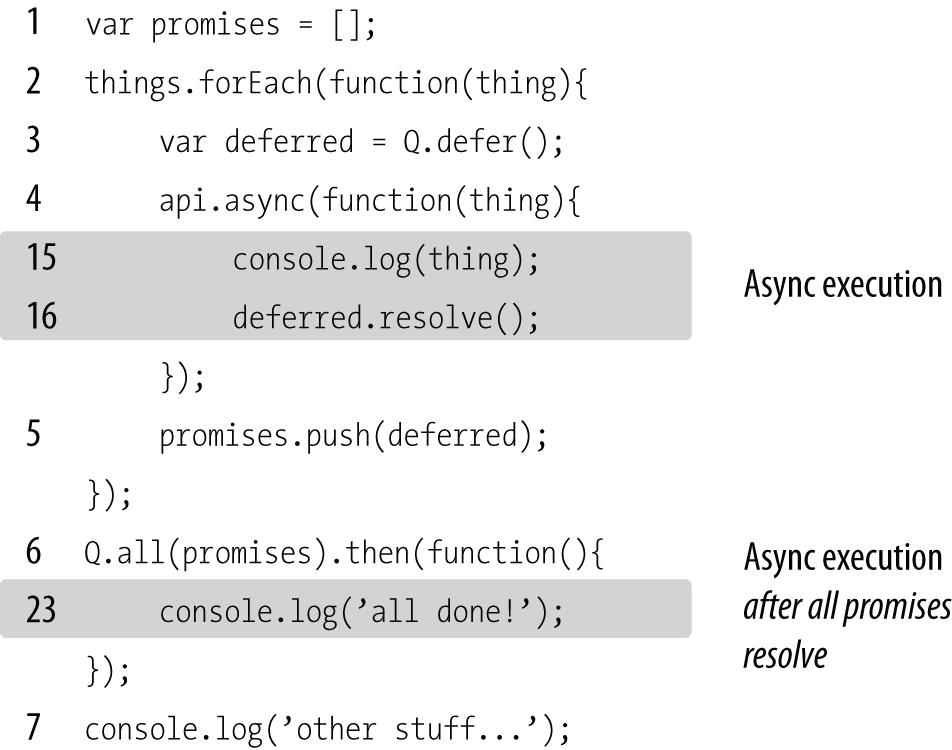 1 var promises = [];
2 things.forEach(function(thing){
3 var deferred = Q.defer();
4 api.async(function(thing){
15 console.log(thing);
Async execution
16 deferred.resolve();
});
5 promises.push(deferred);
});
6 Q.all(promises).then(function(){
Async execution
23 console.log(’all done!’);
after all promises
resolve
});
7 console.log(’other stuff...’);